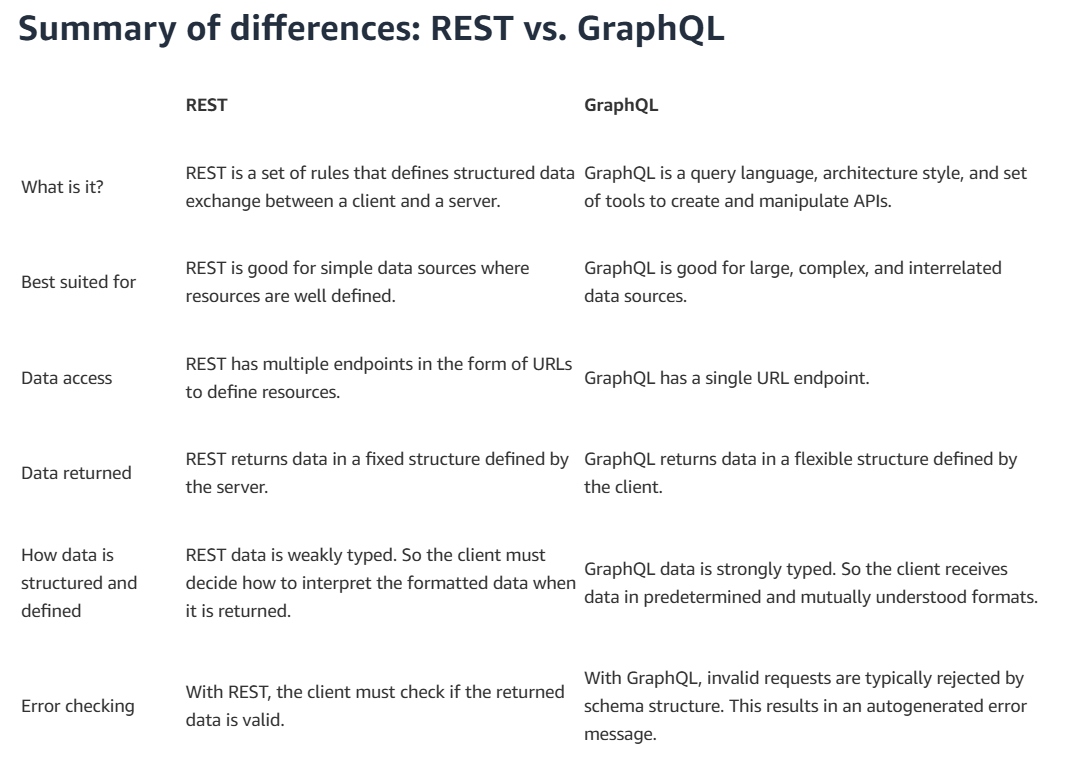 Summary of differences: REST vs. GraphQL
REST
GraphQL
What is it?
REST is a set of rules that defines structured data
exchange between a client and a server.
GraphQL is a query language, architecture style, and set
of tools to create and manipulate APIs.
Best suited for
REST is good for simple data sources where
resources are well defined.
GraphQL is good for large, complex, and interrelated
data sources.
Data access
REST has multiple endpoints in the form of URLs
to define resources.
GraphQL has a single URL endpoint.
Data returned
REST returns data in a fixed structure defined by
the server.
GraphQL returns data in a flexible structure defined by
the client.
How data is
structured and
defined
REST data is weakly typed. So the client must
decide how to interpret the formatted data when
it is returned.
GraphQL data is strongly typed. So the client receives
data in predetermined and mutually understood formats.
Error checking
With REST, the client must check if the returned
data is valid.
With GraphQL, invalid requests are typically rejected by
schema structure. This results in an autogenerated error
message.